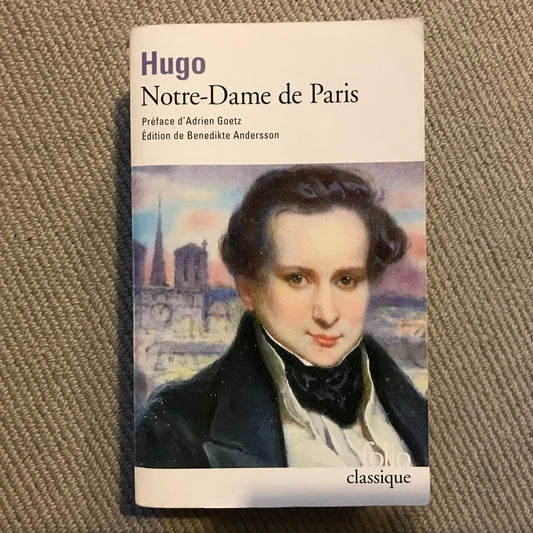 Hugo
Notre-Dame de Paris
Préface d'Adrien Goetz
Édition de Benedikte Andersson
folio
classique